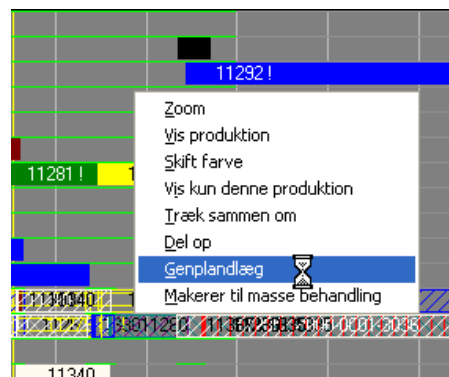 11292 !
Zoom
Vis produktion
Skift farve
11281 ! 1
Vis kun denne produktion
Træk sammen om
Del op
Genplandlæg
Makerer til masse behandling
11340